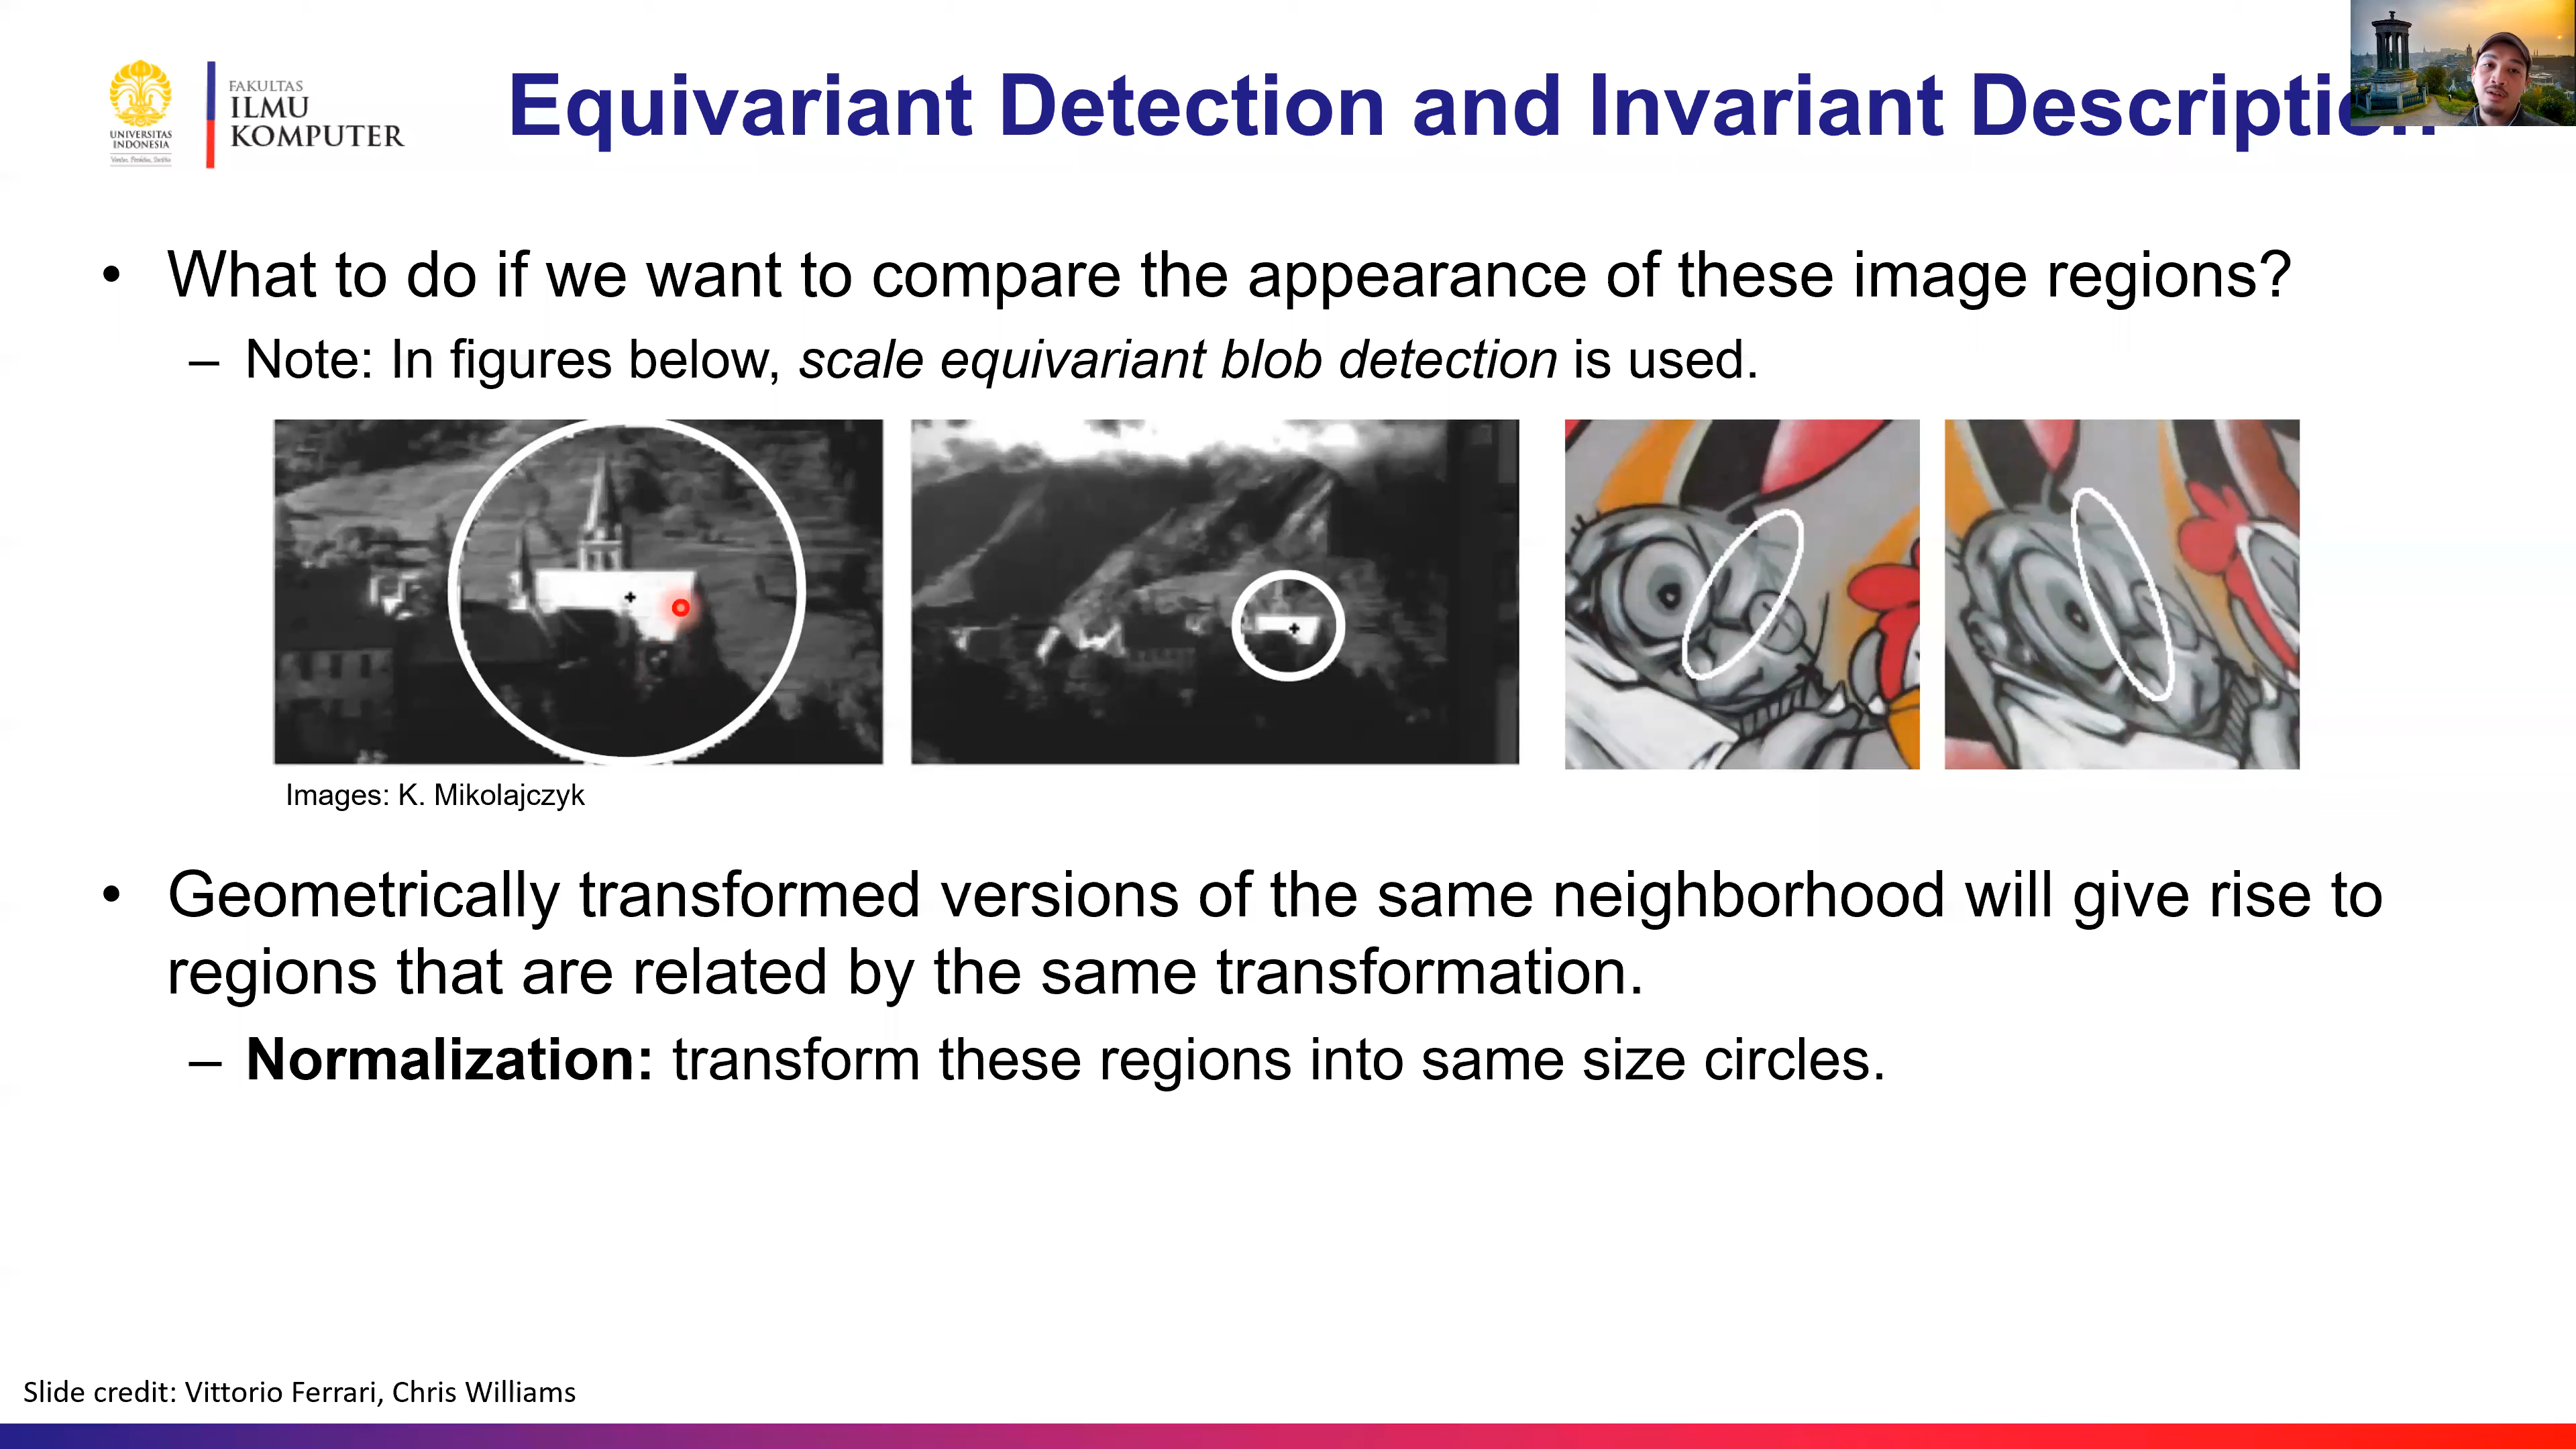 UNIVERSITAS
INDONESIA
Veritas, Probitas, Iustitia
FAKULTAS
ILMU
KOMPUTER
Equivariant Detection and Invariant Description
• What to do if we want to compare the appearance of these image regions?
– Note: In figures below, scale equivariant blob detection is used.
Images: K. Mikolajczyk
• Geometrically transformed versions of the same neighborhood will give rise to
regions that are related by the same transformation.
– Normalization: transform these regions into same size circles.
Slide credit: Vittorio Ferrari, Chris Williams